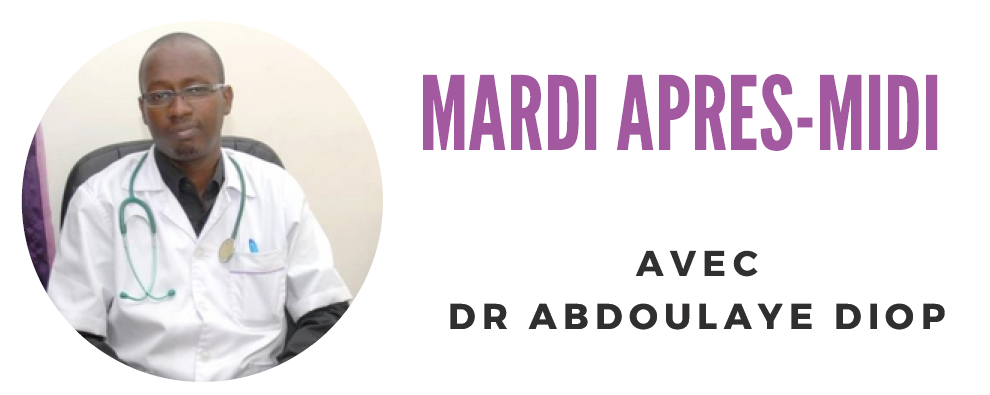 MARDI APRES-MIDI
AVEC
DR ABDOULAYE DIOP